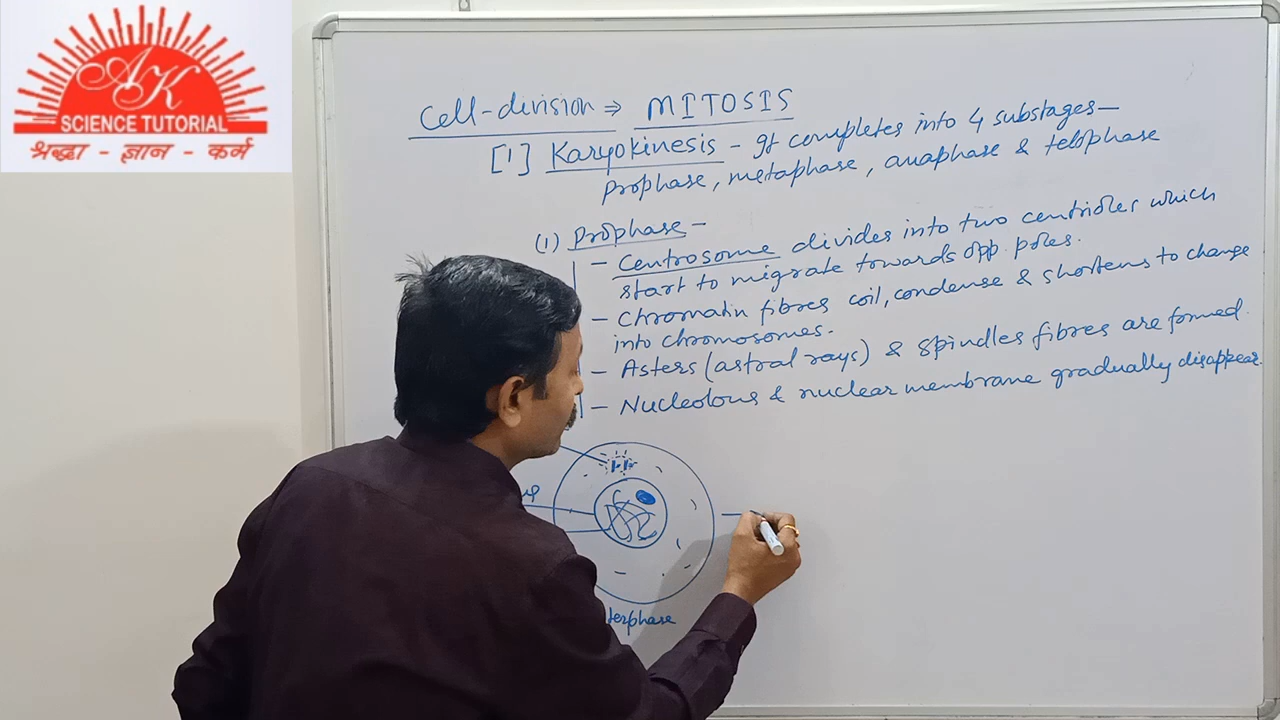 AK
SCIENCE TUTORIAL
श्रद्धा - ज्ञान - कर्म
Cell-division ⇒ MITOSIS
[1] Karyokinesis - It completes into 4 substages—
prophase, metaphase, anaphase & telophase
(1) Prophase -
- Centrosome divides into two centrioles which
start to migrate towards opp. poles.
- Chromatin fibres coil, condense & shortens to change
into chromosomes.
- Asters (astral rays) & spindles fibres are formed.
- Nucleolous & nuclear membrane gradually disappear.
terphase